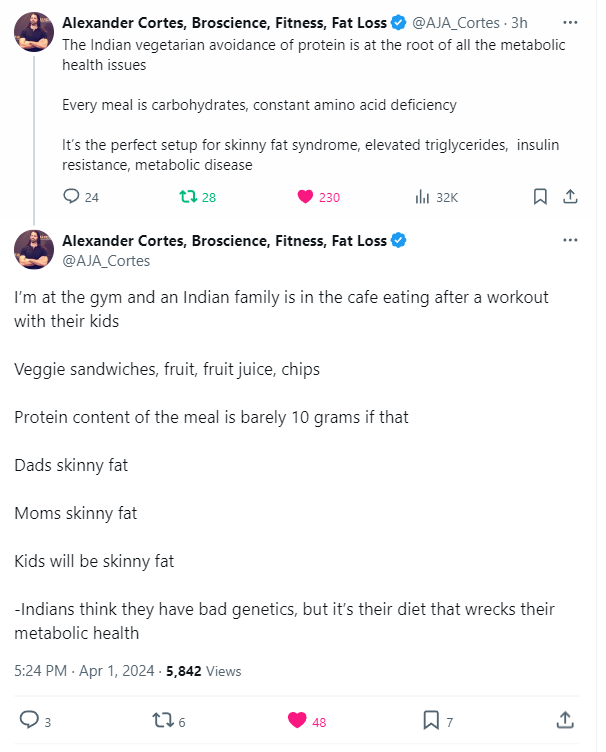 Alexander Cortes, Broscience, Fitness, Fat Loss @AJA_Cortes · 3h
The Indian vegetarian avoidance of protein is at the root of all the metabolic
health issues
Every meal is carbohydrates, constant amino acid deficiency
It's the perfect setup for skinny fat syndrome, elevated triglycerides, insulin
resistance, metabolic disease
24 28 230 32K
Alexander Cortes, Broscience, Fitness, Fat Loss
@AJA_Cortes
I'm at the gym and an Indian family is in the cafe eating after a workout
with their kids
Veggie sandwiches, fruit, fruit juice, chips
Protein content of the meal is barely 10 grams if that
Dads skinny fat
Moms skinny fat
Kids will be skinny fat
-Indians think they have bad genetics, but it's their diet that wrecks their
metabolic health
5:24 PM · Apr 1, 2024 · 5,842 Views
3 6 48 7